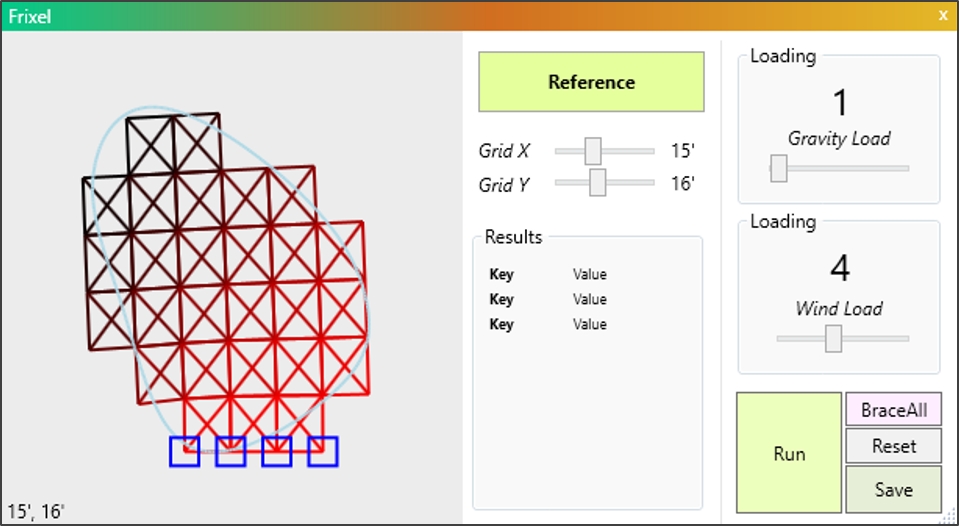 Frixel
x
Reference
Grid X 15'
Grid Y 16'
Results
Key Value
Key Value
Key Value
Loading
1
Gravity Load
Loading
4
Wind Load
Run
BraceAll
Reset
Save
15', 16'